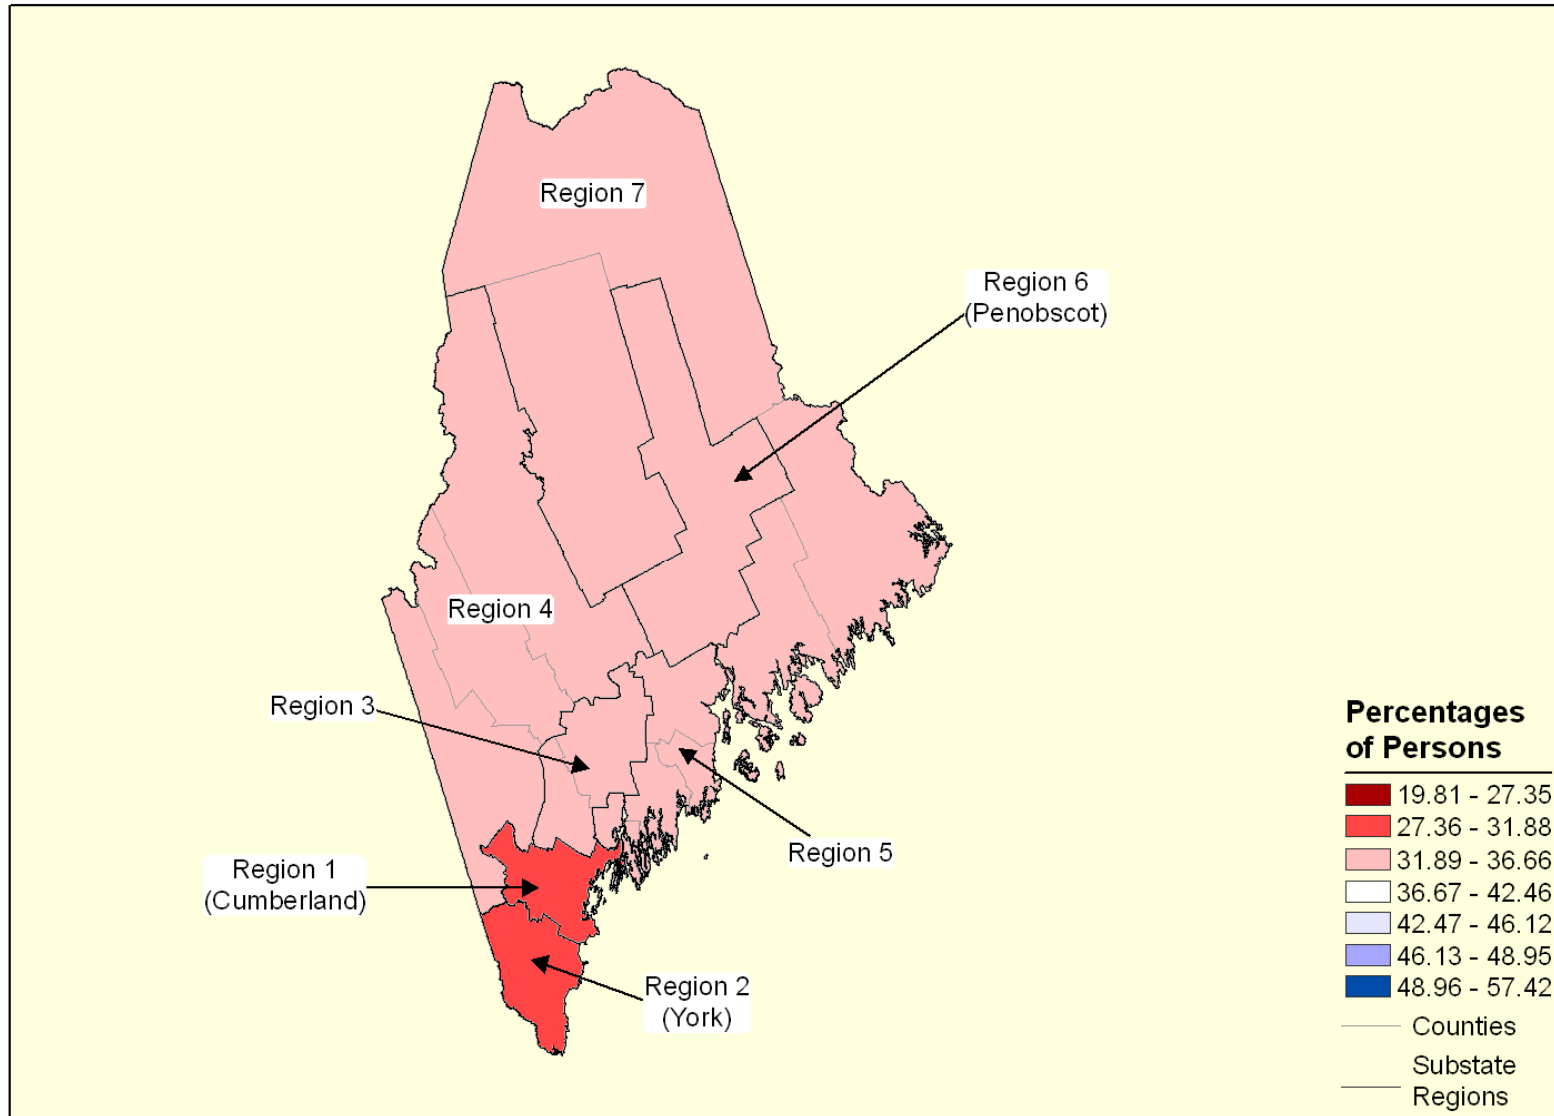 Region 7
Region 6
(Penobscot)
Region 4
Region 3
Region 5
Region 1
(Cumberland)
Region 2
(York)
Percentages
of Persons
19.81 - 27.35
27.36 - 31.88
31.89 - 36.66
36.67 - 42.46
42.47 - 46.12
46.13 - 48.95
48.96 - 57.42
Counties
Substate
Regions